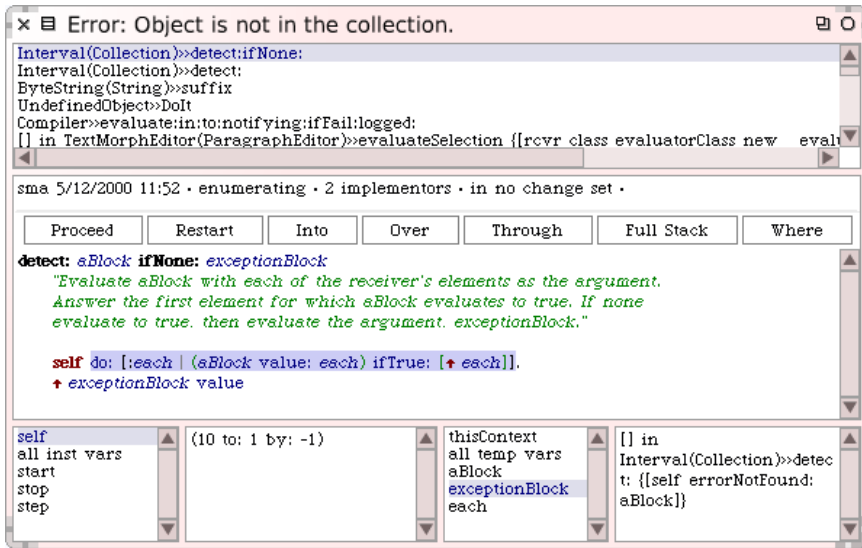 Error: Object is not in the collection.
Interval(Collection)>>detect:ifNone:
Interval(Collection)>>detect:
ByteString(String)>>suffix
UndefinedObject>>DoIt
Compiler>>evaluate:in:to:notifying:ifFail:logged:
[] in TextMorphEditor(ParagraphEditor)>>evaluateSelection {[rcvr class evaluatorClass new   evalu
sma 5/12/2000 11:52 · enumerating · 2 implementors · in no change set ·
Proceed Restart Into Over Through Full Stack Where
detect: aBlock ifNone: exceptionBlock
"Evaluate aBlock with each of the receiver's elements as the argument.
Answer the first element for which aBlock evaluates to true. If none
evaluate to true, then evaluate the argument, exceptionBlock."
self do: [:each | (aBlock value: each) ifTrue: [↑ each]].
↑ exceptionBlock value
self
all inst vars
start
stop
step
(10 to: 1 by: -1)
thisContext
all temp vars
aBlock
exceptionBlock
each
[] in
Interval(Collection)>>detec
t: {[self errorNotFound:
aBlock]}